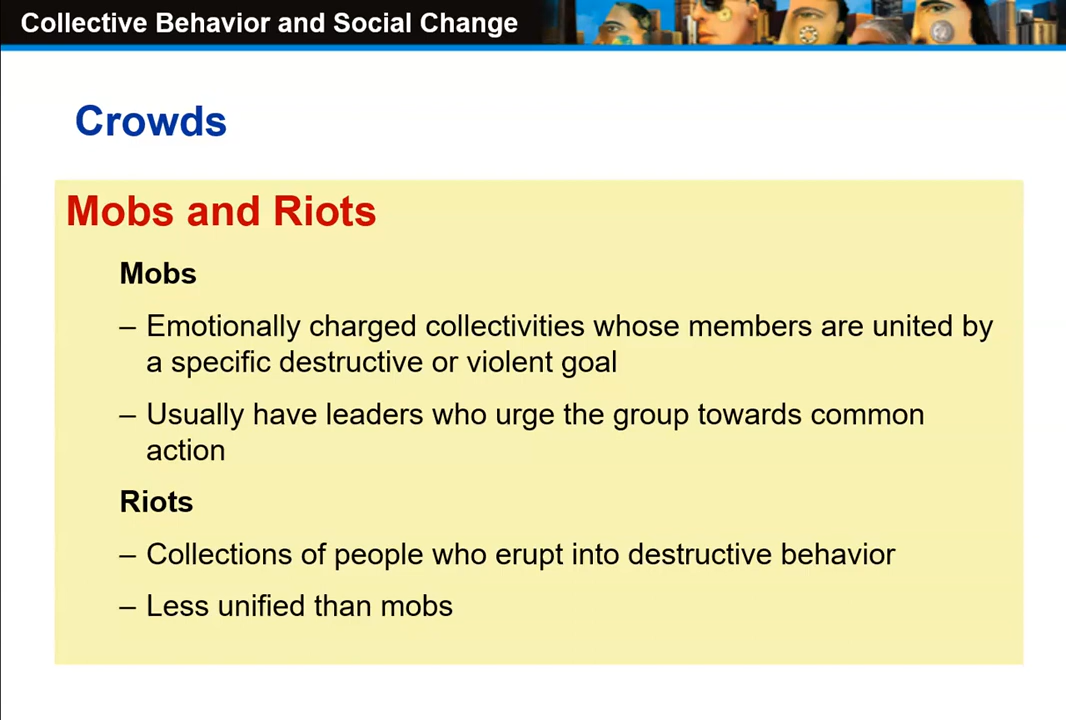 Collective Behavior and Social Change
Crowds
Mobs and Riots
Mobs
– Emotionally charged collectivities whose members are united by
a specific destructive or violent goal
– Usually have leaders who urge the group towards common
action
Riots
– Collections of people who erupt into destructive behavior
– Less unified than mobs